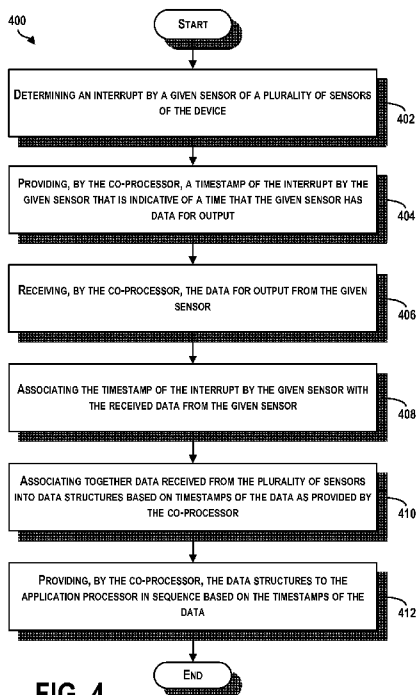 400
START
DETERMINING AN INTERRUPT BY A GIVEN SENSOR OF A PLURALITY OF SENSORS
OF THE DEVICE
402
PROVIDING, BY THE CO-PROCESSOR, A TIMESTAMP OF THE INTERRUPT BY THE
GIVEN SENSOR THAT IS INDICATIVE OF A TIME THAT THE GIVEN SENSOR HAS
DATA FOR OUTPUT
404
RECEIVING, BY THE CO-PROCESSOR, THE DATA FOR OUTPUT FROM THE GIVEN
SENSOR
406
ASSOCIATING THE TIMESTAMP OF THE INTERRUPT BY THE GIVEN SENSOR WITH
THE RECEIVED DATA FROM THE GIVEN SENSOR
408
ASSOCIATING TOGETHER DATA RECEIVED FROM THE PLURALITY OF SENSORS
INTO DATA STRUCTURES BASED ON TIMESTAMPS OF THE DATA AS PROVIDED BY
THE CO-PROCESSOR
410
PROVIDING, BY THE CO-PROCESSOR, THE DATA STRUCTURES TO THE
APPLICATION PROCESSOR IN SEQUENCE BASED ON THE TIMESTAMPS OF THE
DATA
412
END
FIG. 4